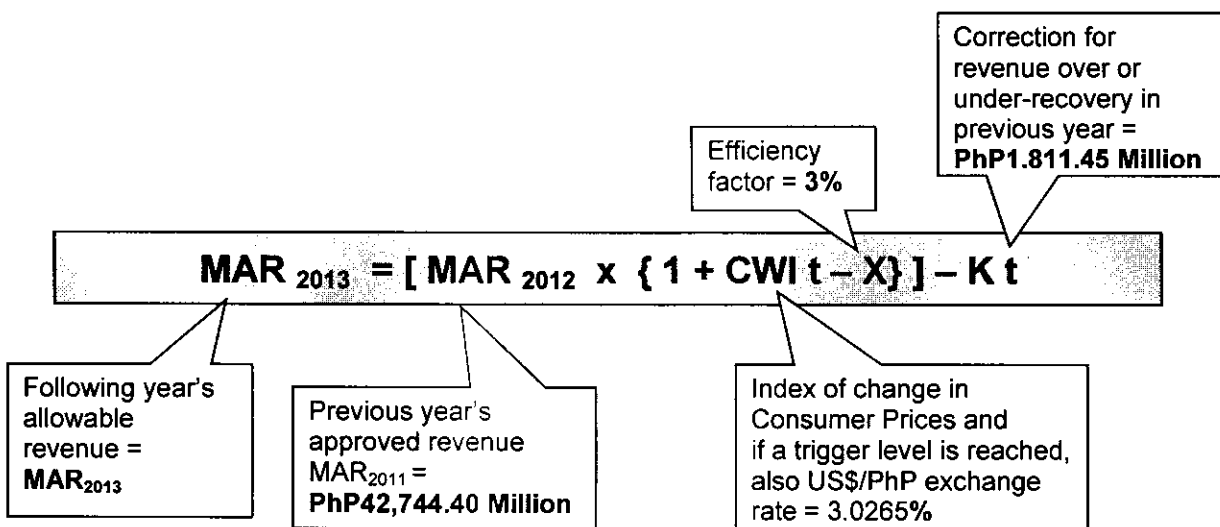 Correction for
revenue over or
under-recovery in
previous year =
PhP1.811.45 Million
Efficiency
factor = 3%
MAR 2013 = [ MAR 2012 x { 1 + CWI t – X} ] – K t
Following year's
allowable
revenue =
MAR2013
Previous year's
approved revenue
MAR2011 =
PhP42,744.40 Million
Index of change in
Consumer Prices and
if a trigger level is reached,
also US$/PhP exchange
rate = 3.0265%